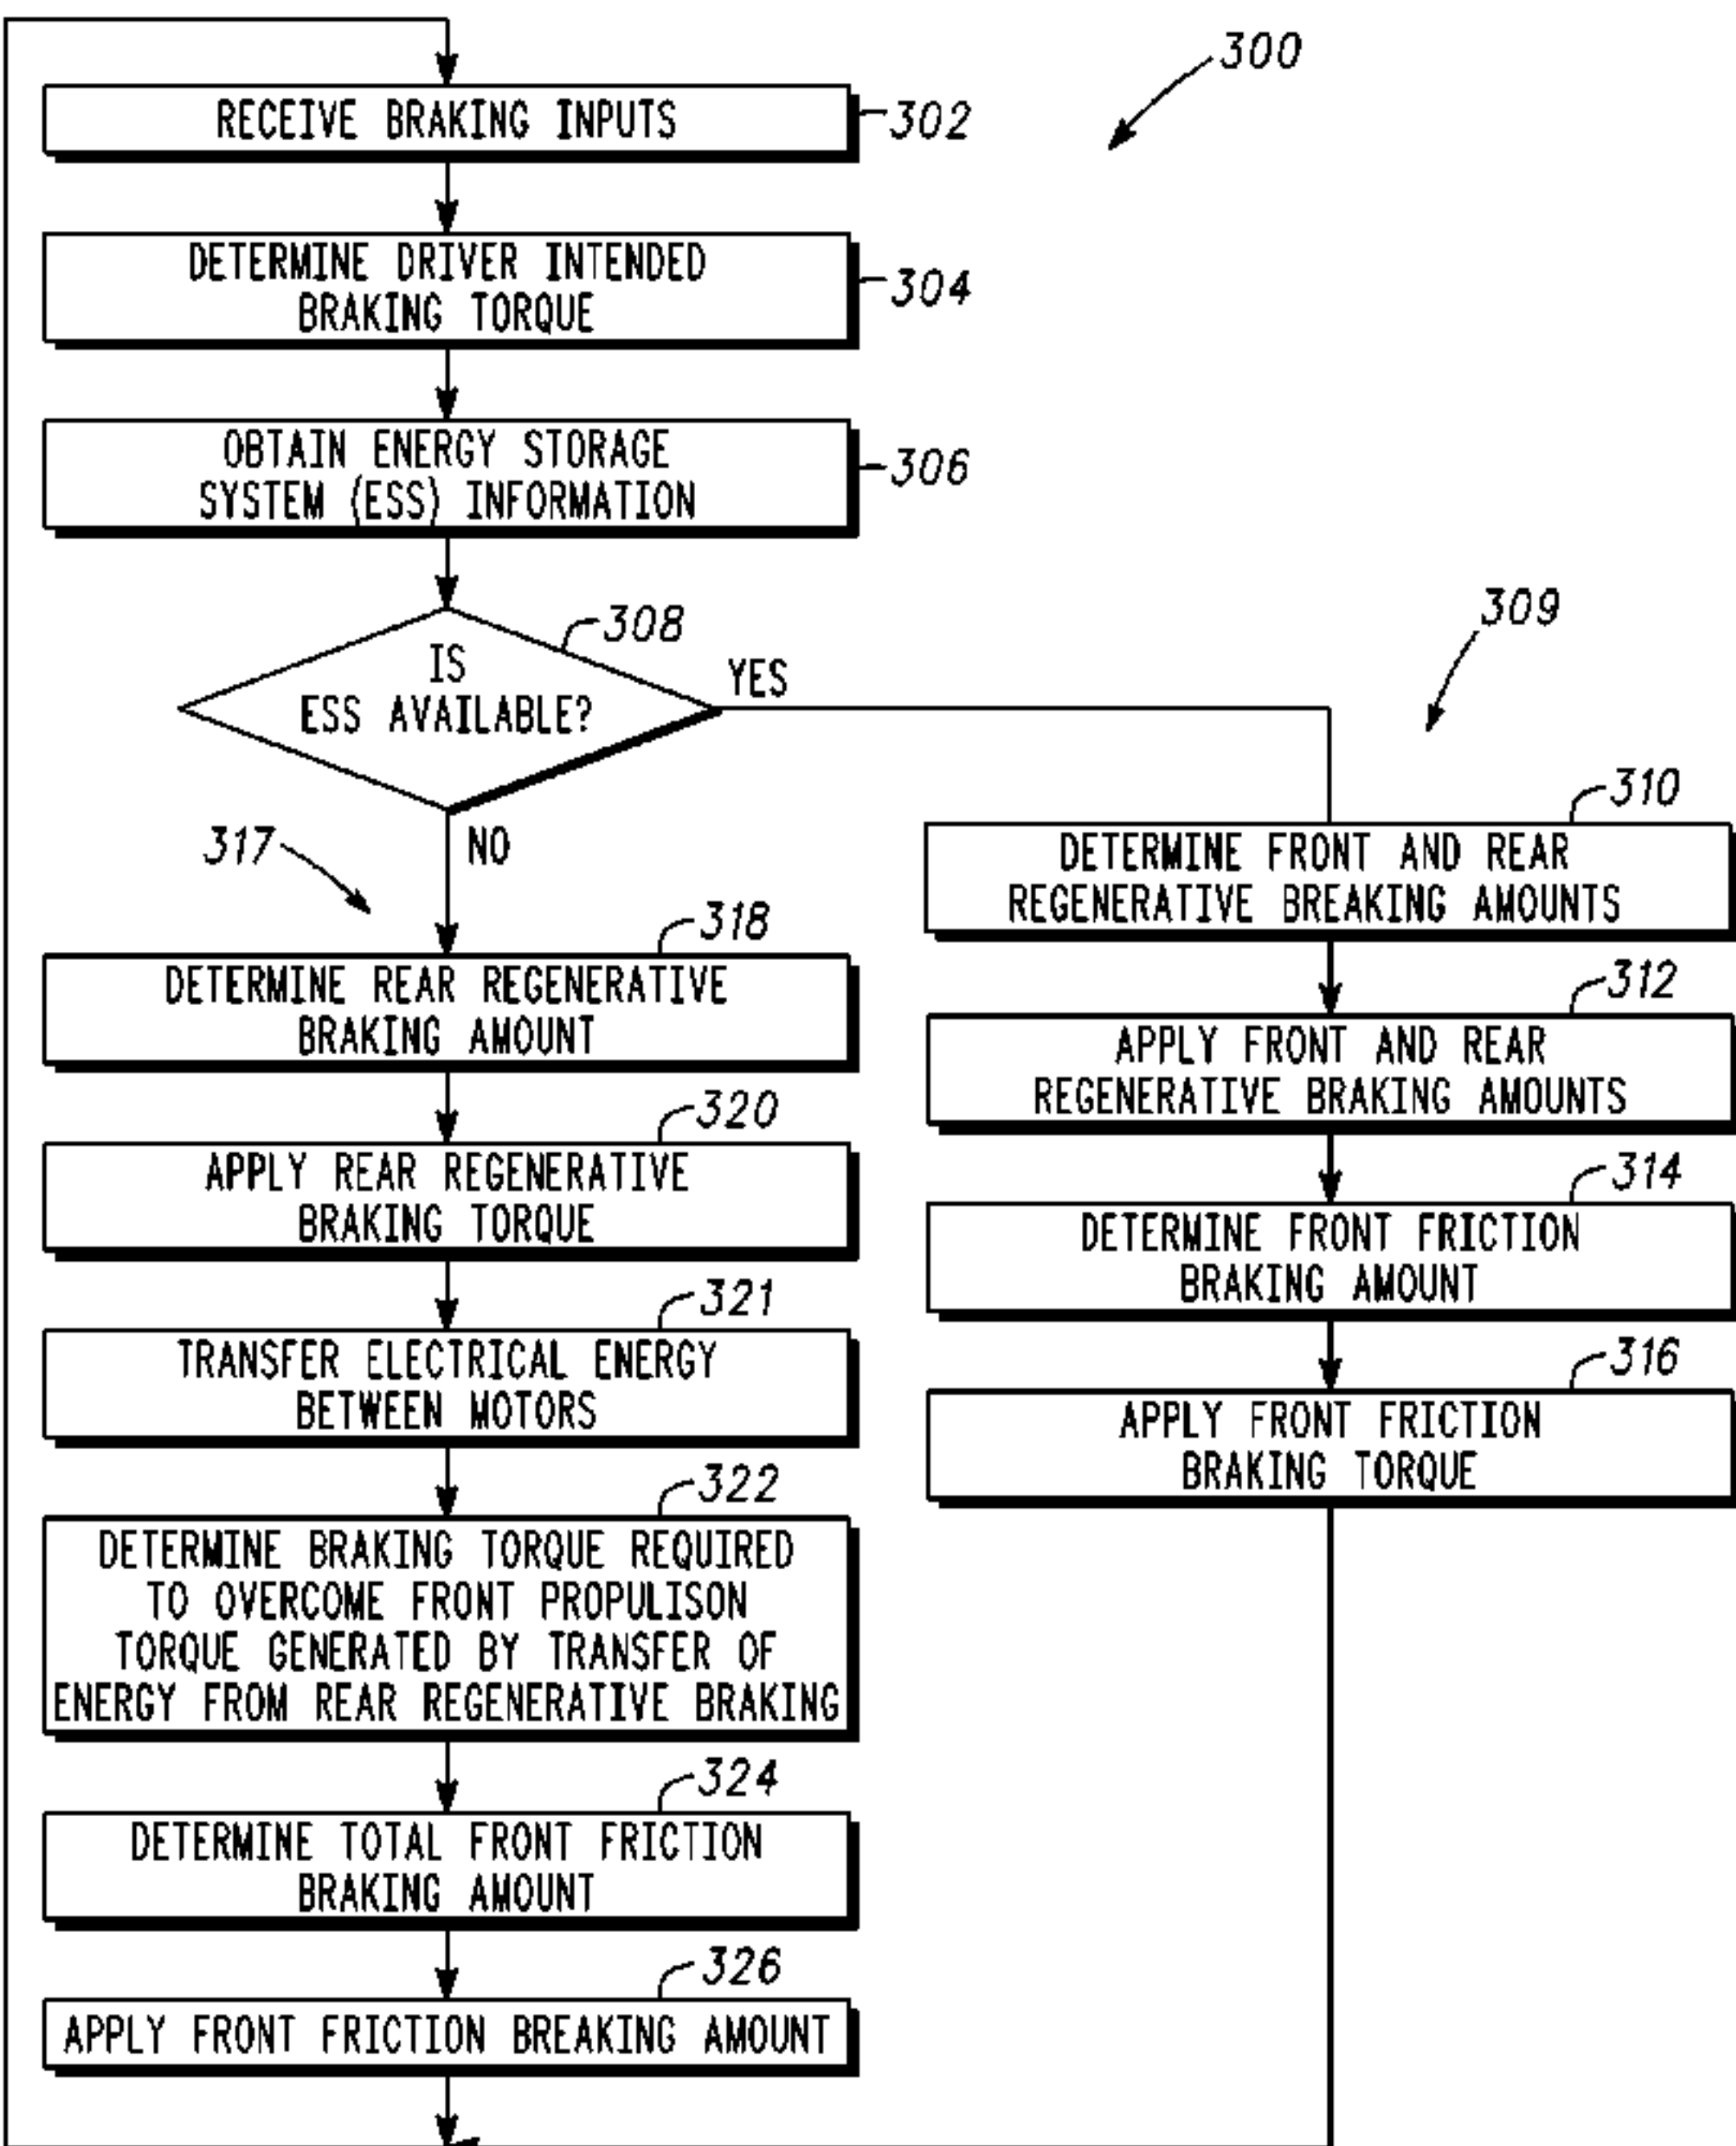 300
RECEIVE BRAKING INPUTS
302
DETERMINE DRIVER INTENDED
BRAKING TORQUE
304
OBTAIN ENERGY STORAGE
SYSTEM (ESS) INFORMATION
306
308
IS
ESS AVAILABLE?
YES
NO
309
310
DETERMINE FRONT AND REAR
REGENERATIVE BREAKING AMOUNTS
312
APPLY FRONT AND REAR
REGENERATIVE BRAKING AMOUNTS
314
DETERMINE FRONT FRICTION
BRAKING AMOUNT
316
APPLY FRONT FRICTION
BRAKING TORQUE
317
318
DETERMINE REAR REGENERATIVE
BRAKING AMOUNT
320
APPLY REAR REGENERATIVE
BRAKING TORQUE
321
TRANSFER ELECTRICAL ENERGY
BETWEEN MOTORS
322
DETERMINE BRAKING TORQUE REQUIRED
TO OVERCOME FRONT PROPULISON
TORQUE GENERATED BY TRANSFER OF
ENERGY FROM REAR REGENERATIVE BRAKING
324
DETERMINE TOTAL FRONT FRICTION
BRAKING AMOUNT
326
APPLY FRONT FRICTION BREAKING AMOUNT